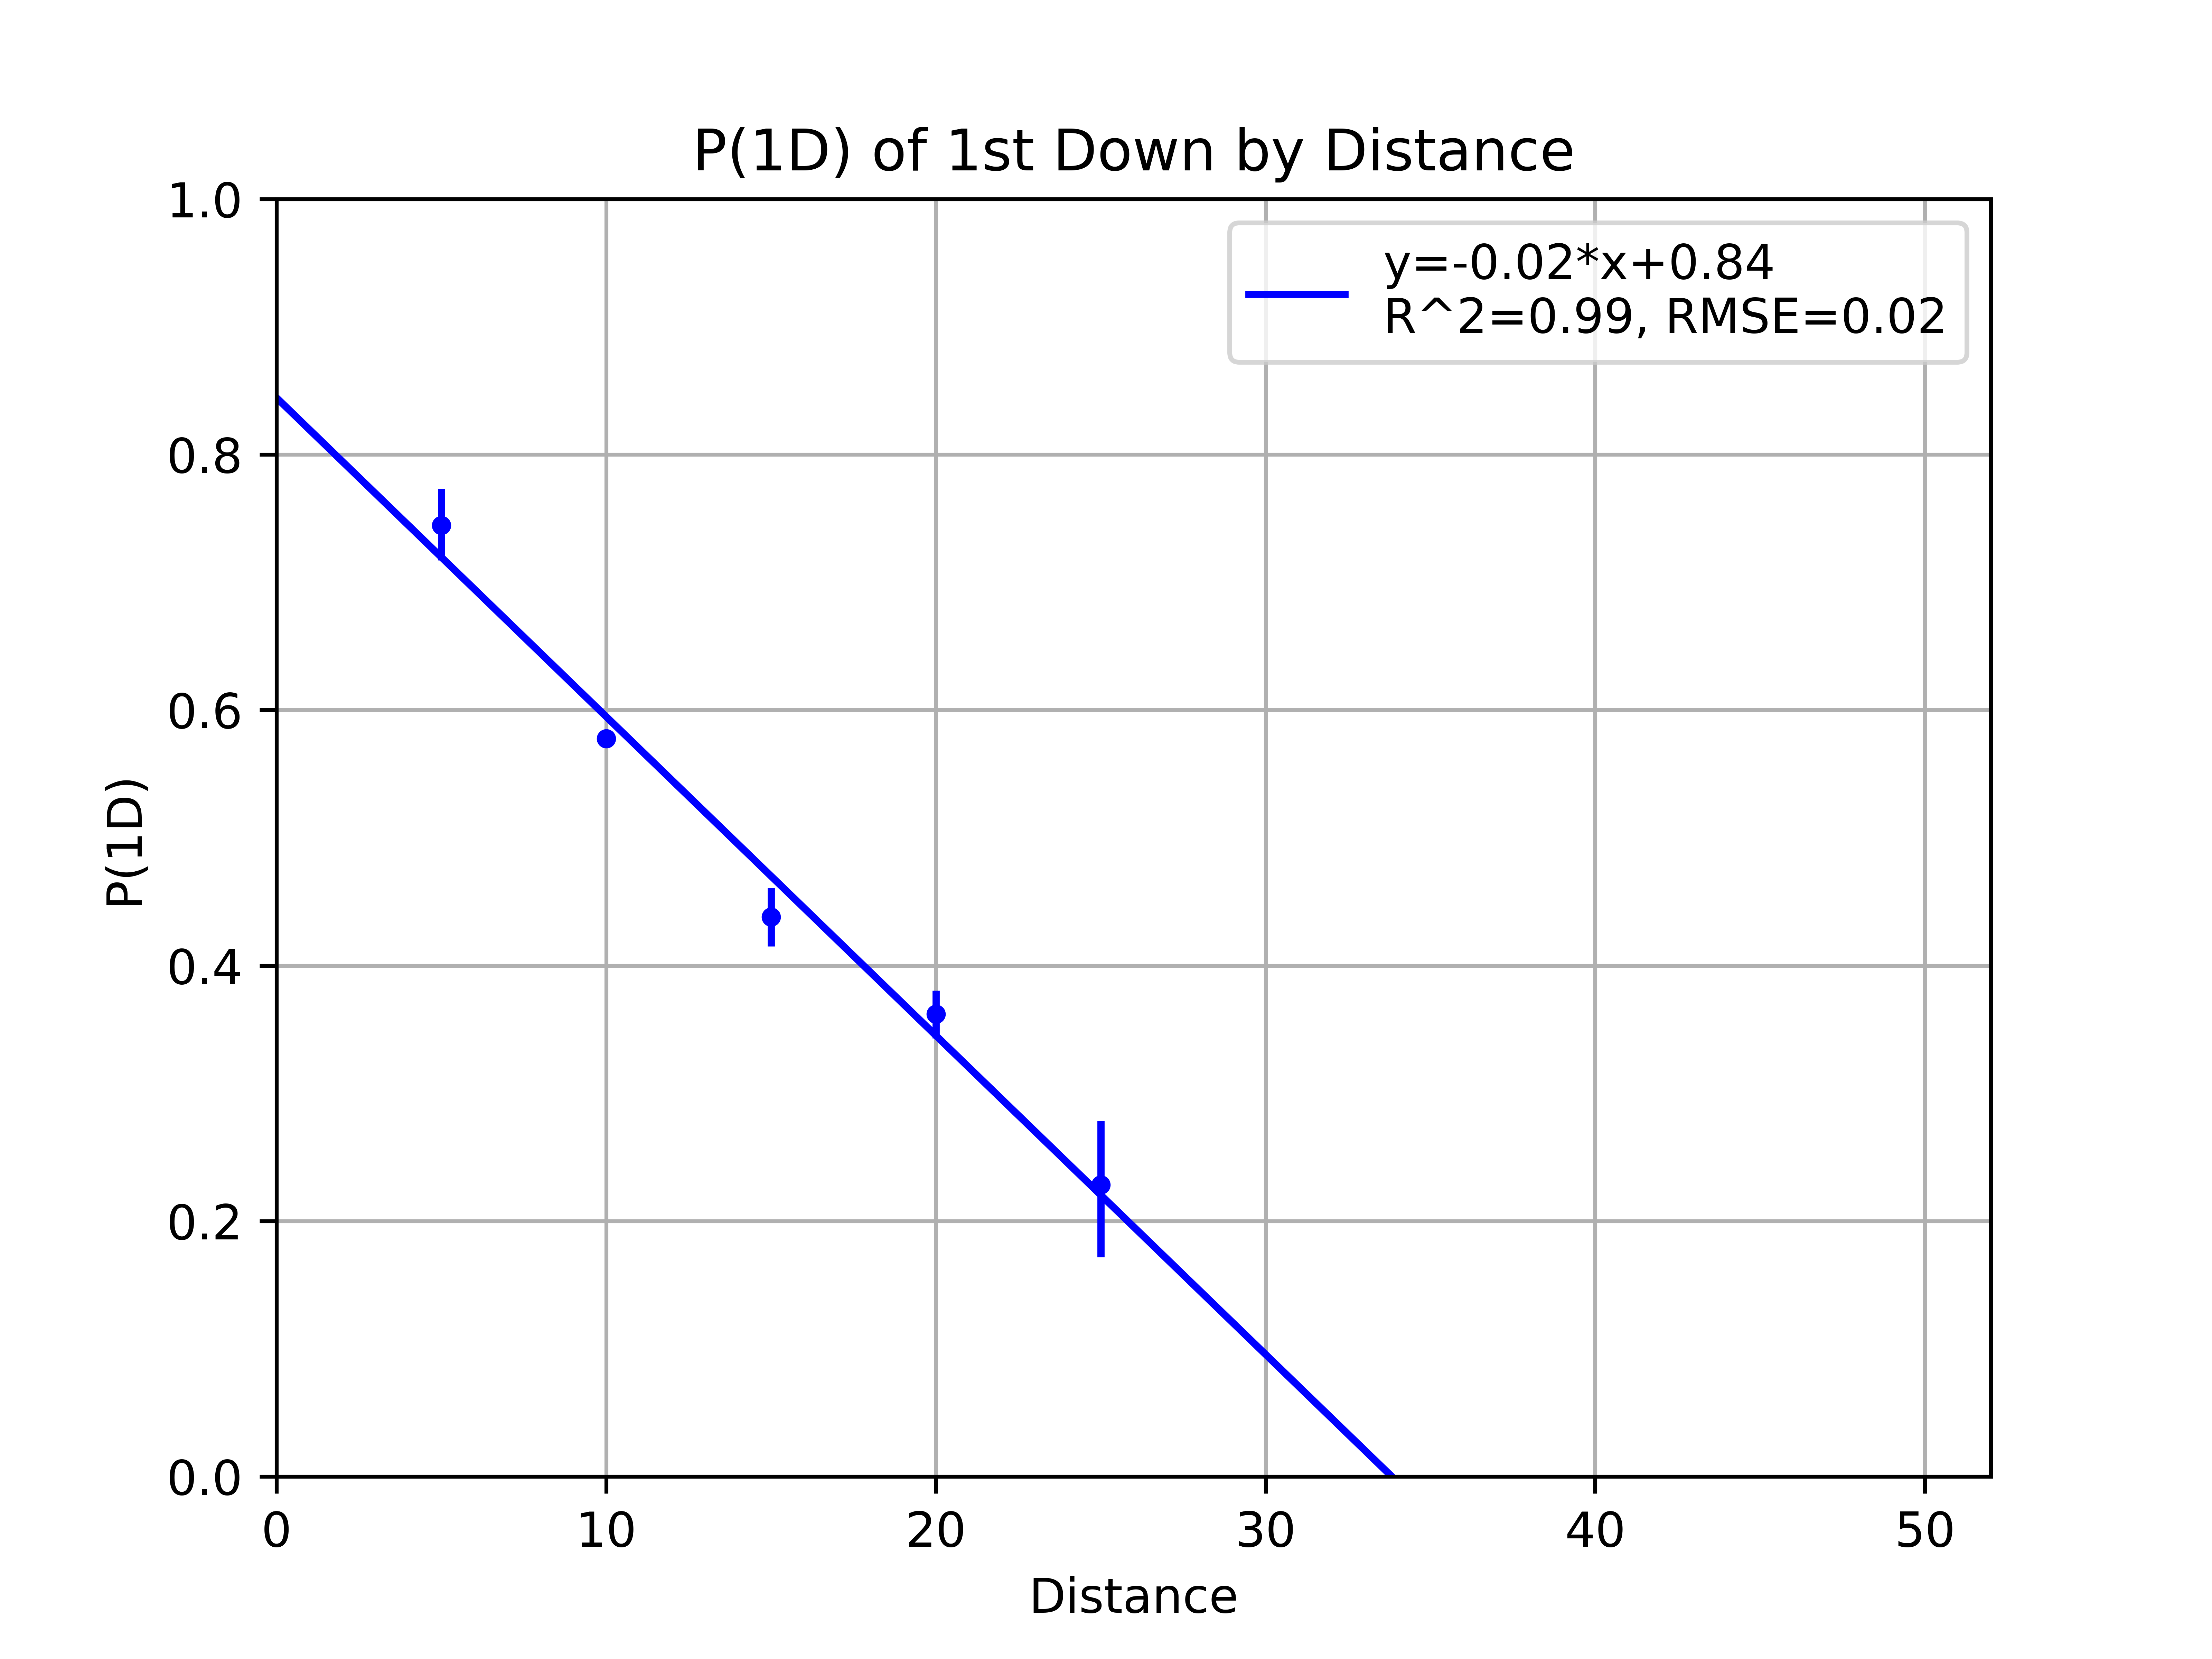 P(1D) of 1st Down by Distance
y=-0.02*x+0.84
R^2=0.99, RMSE=0.02
1.0
0.8
0.6
0.4
0.2
0.0
P(1D)
0 10 20 30 40 50
Distance